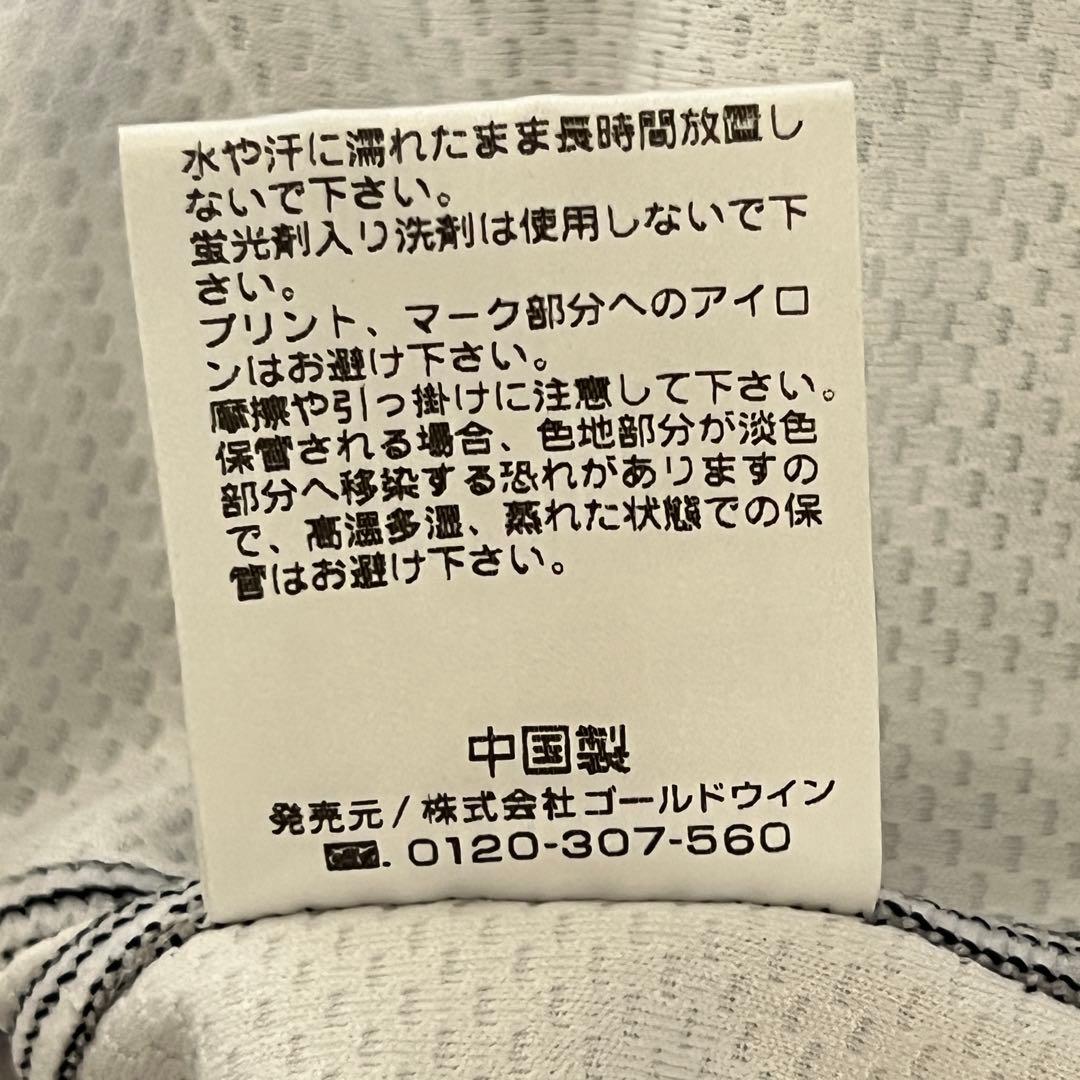 水や汗に濡れたまま長時間放置し
ないで下さい。
蛍光剤入り洗剤は使用しないで下
さい。
プリント、マーク部分へのアイロ
ンはお避け下さい。
摩擦や引っ掛けに注意して下さい。
保管される場合、色地部分が淡色
部分へ移染する恐れがありますの
で、高温多湿、蒸れた状態での保
管はお避け下さい。
中国製
発売元/株式会社ゴールドウイン
. 0120-307-560